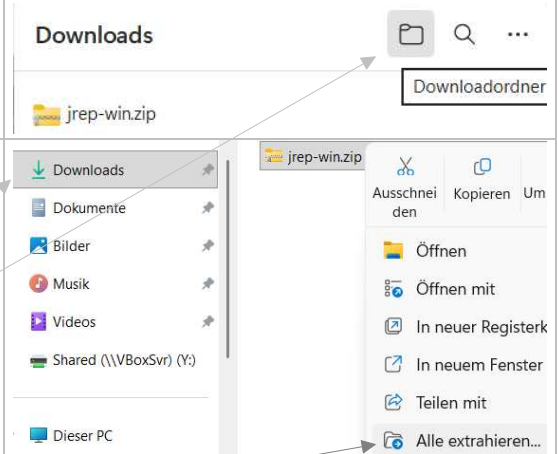 Downloads
Downloadordner
jrep-win.zip
Downloads
Dokumente
Bilder
Musik
Videos
Shared (\\VBoxSvr) (Y:)
Dieser PC
jrep-win.zip
Ausschnei
den
Kopieren
Um
Öffnen
Öffnen mit
In neuer Registerk
In neuem Fenster
Teilen mit
Alle extrahieren...